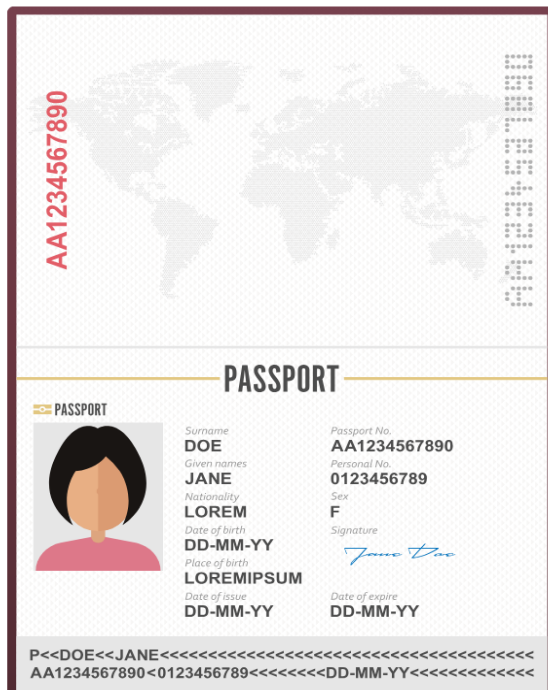 AA1234567890
PASSPORT
PASSPORT
Surname
DOE
Passport No.
AA1234567890
Given names
JANE
Personal No.
0123456789
Nationality
LOREM
Sex
F
Date of birth
DD-MM-YY
Signature
Jane Doe
Place of birth
LOREMIPSUM
Date of issue
DD-MM-YY
Date of expire
DD-MM-YY
P<<DOE<<JANE<<<<<<<<<<<<<<<<<<<<<<<<<<<<<<<
AA1234567890<0123456789<<<<<<<<DD-MM-YY<<<<<<<<<<<<<